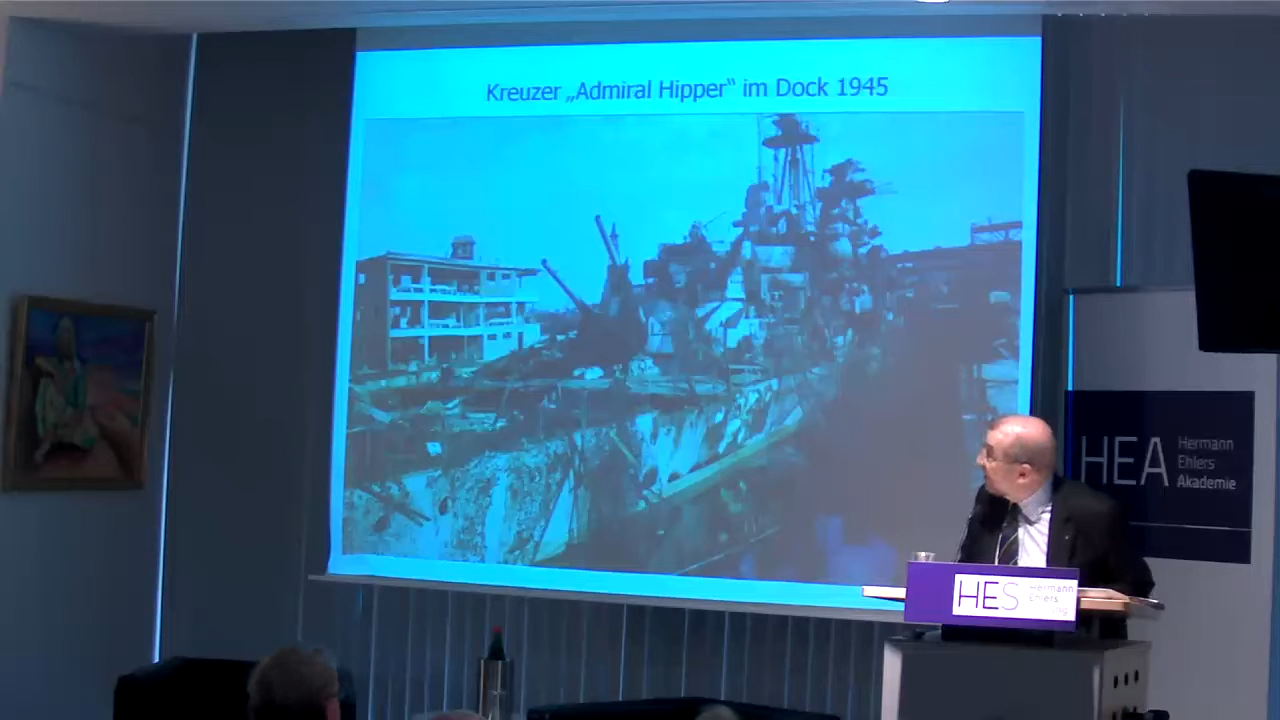 Kreuzer „Admiral Hipper“ im Dock 1945
HEA
Hermann
Ehlers
Akademie
HES
Hermann
Ehlers